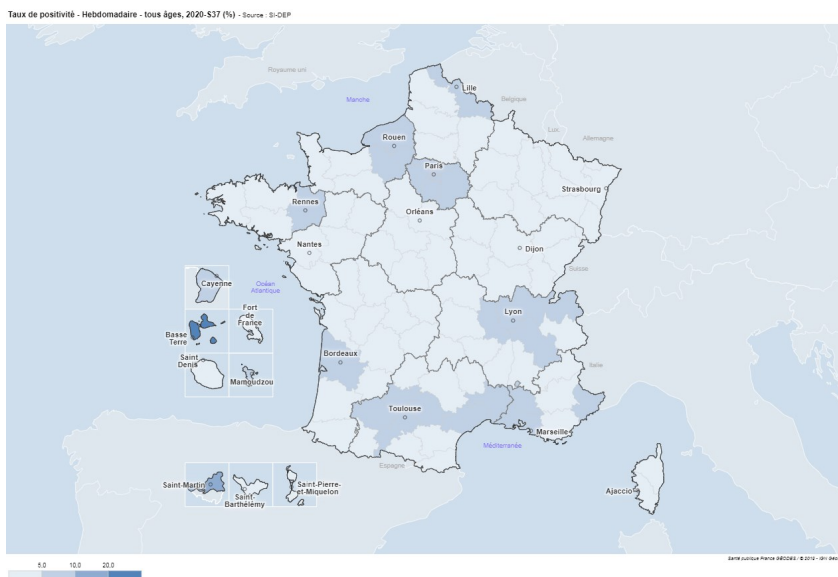 Taux de positivité - Hebdomadaire - tous âges, 2020-S37 (%) - Source : SI-DEP
Royaume uni
Manche
Lille
Belgique
Rouen
Lux.
Allemagne
Paris
Strasbourg
Rennes
Orléans
Nantes
Dijon
Suisse
Cayenne
Océan
Atlantique
Fort
de
France
Lyon
Basse
Terre
Italie
Saint
Denis
Mamoudzou
Bordeaux
Toulouse
Marseille
Méditerranée
Espagne
Saint-Martin
Saint-
Barthélémy
Saint-Pierre-
et-Miquelon
Ajaccio
Santé publique France GÉODES / © 2019 - IGN Géo
5,0 10,0 20,0